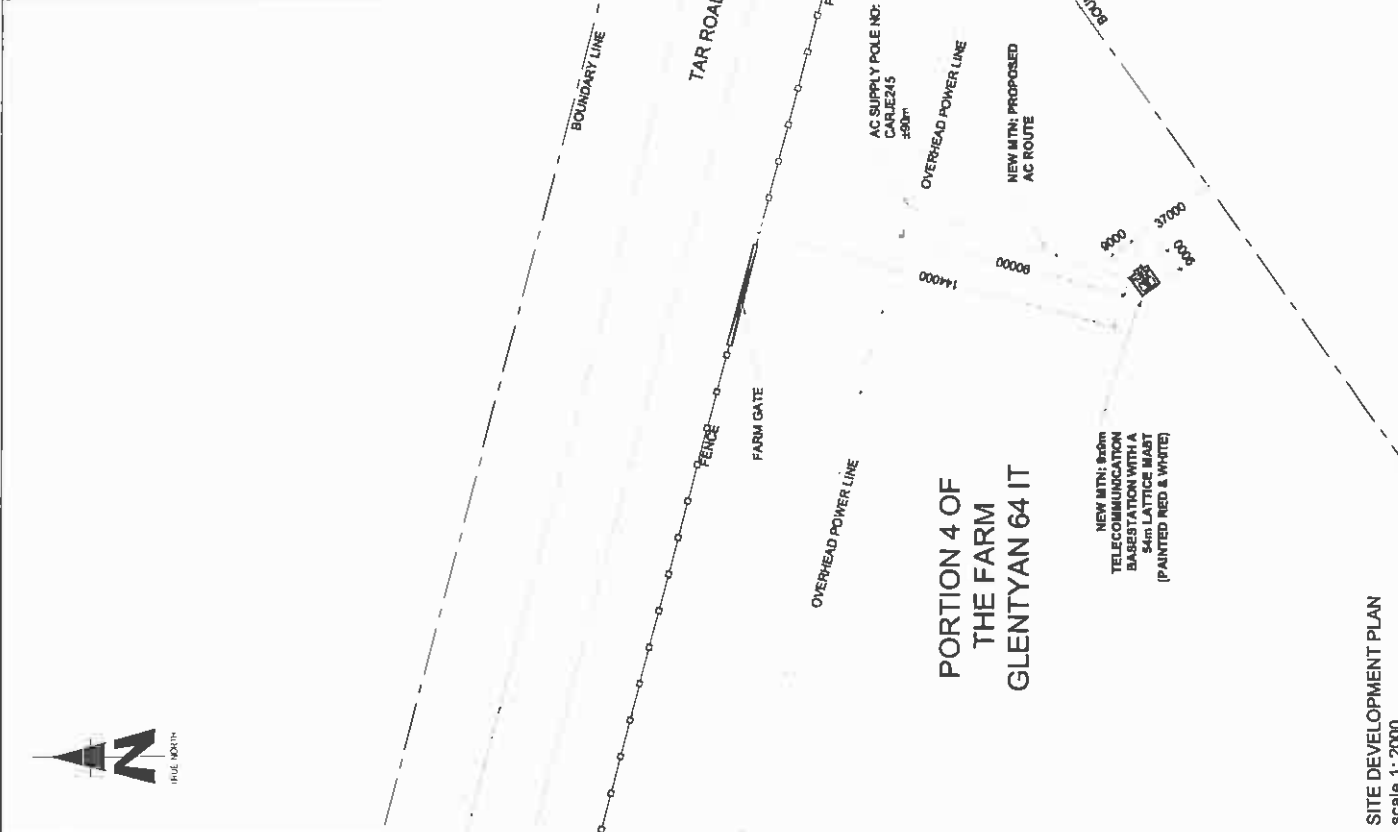 TRUE NORTH
BOUNDARY LINE
TAR ROAD
FENCE
FARM GATE
AC SUPPLY POLE NO:
CARJE245
±90m
OVERHEAD POWER LINE
NEW MTN: PROPOSED
AC ROUTE
BOU
OVERHEAD POWER LINE
144000
90000
9000
37000
9000
PORTION 4 OF
THE FARM
GLENTYAN 64 IT
NEW MTN: 9x9m
TELECOMMUNICATION
BASESTATION WITH A
54m LATTICE MAST
(PAINTED RED & WHITE)
SITE DEVELOPMENT PLAN
scale 1: 2000